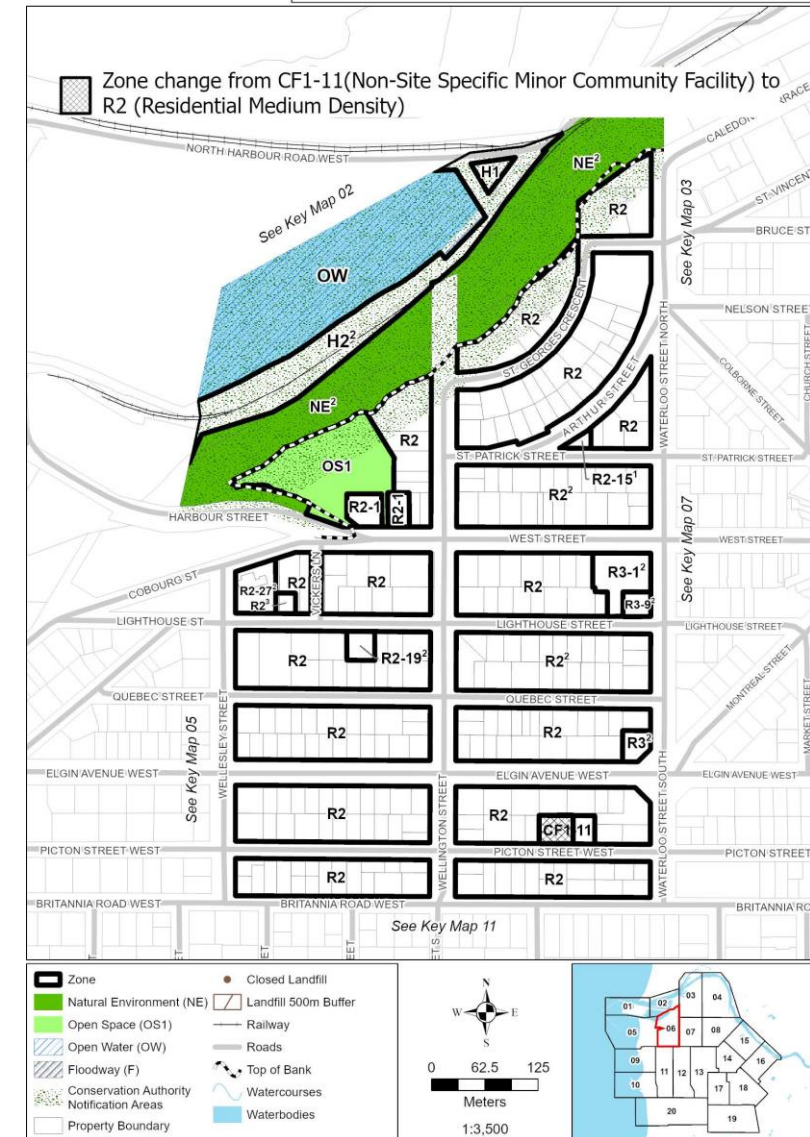 Zone change from CF1-11(Non-Site Specific Minor Community Facility) to
R2 (Residential Medium Density)
NORTH HARBOUR ROAD WEST
CALEDON
RRACE
H1
NE²
See Key Map 02
R2
ST. VINCENT
See Key Map 03
BRUCE ST
OW
NELSON STREET
R2
H2²
ST. GEORGES CRESCENT
COLBORNE STREET
CHURCH STREET
R2
WATERLOO STREET NORTH
NE²
ARTHUR STREET
R2
R2
ST. PATRICK STREET
ST. PATRICK STREET
OS1
R2-15¹
R2²
R2-1
R2-1
HARBOUR STREET
WEST STREET
WEST STREET
See Key Map 07
COBOURG ST
R2-27²
R2
R2
R2
R3-1²
VICKERS LN
R2³
R3-9²
LIGHTHOUSE ST
LIGHTHOUSE STREET
LIGHTHOUSE STREET
R2
R2-19²
R2²
MONTREAL STREET
QUEBEC STREET
QUEBEC STREET
MARKET STREET
See Key Map 05
WELLESLEY STREET
R2
R2
R3²
ELGIN AVENUE WEST
ELGIN AVENUE WEST
ELGIN AVENUE WEST
WELLINGTON STREET
WATERLOO STREET SOUTH
R2
R2
CF1-11
PICTON STREET WEST
PICTON STREET WEST
PICTON STREET
R2
R2
BRITANNIA ROAD WEST
BRITANNIA ROAD WEST
BRITANNIA RO
See Key Map 11
Zone
Natural Environment (NE)
Open Space (OS1)
Open Water (OW)
Floodway (F)
Conservation Authority
Notification Areas
Property Boundary
Closed Landfill
Landfill 500m Buffer
Railway
Roads
Top of Bank
Watercourses
Waterbodies
N
W
E
S
0 62.5 125
Meters
1:3,500
01
02
03
04
05
06
07
08
09
10
11
12
13
14
15
16
17
18
19
20